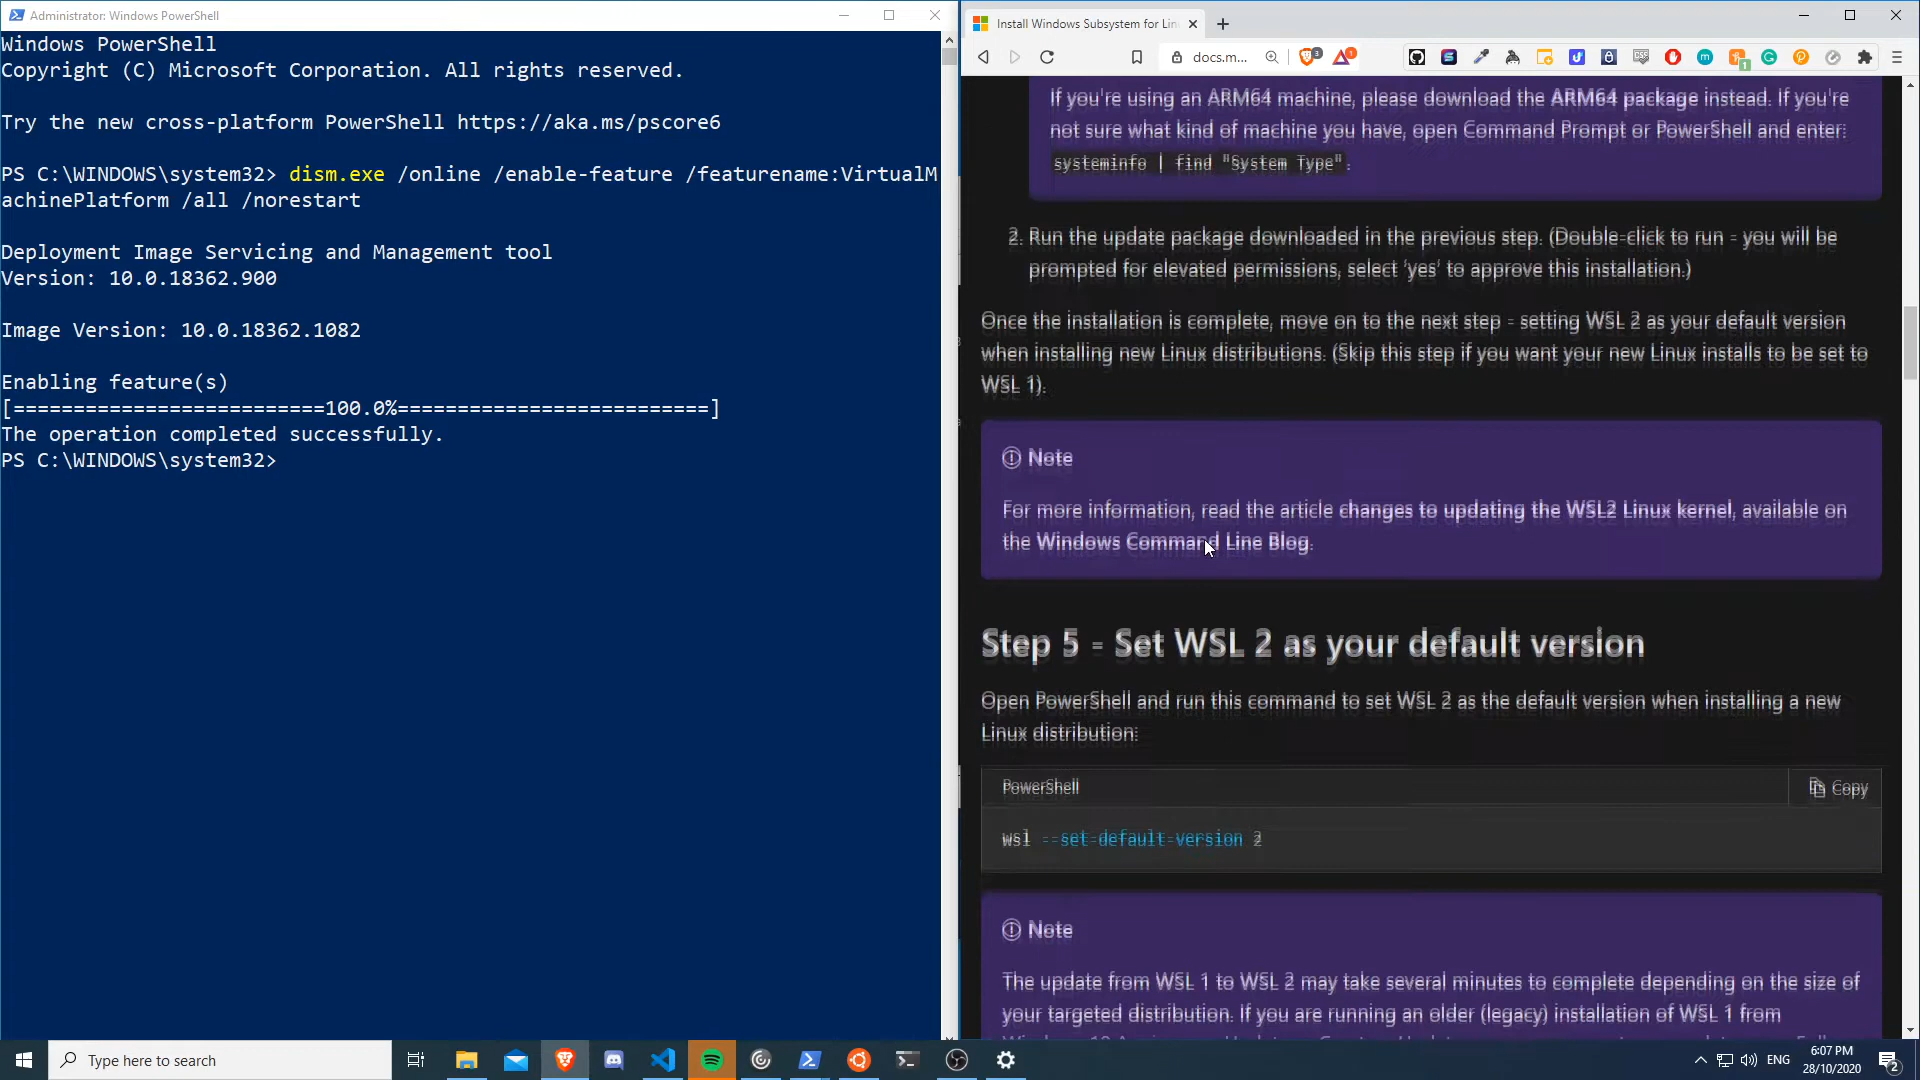 Administrator: Windows PowerShell
Windows PowerShell
Copyright (C) Microsoft Corporation. All rights reserved.
Try the new cross-platform PowerShell https://aka.ms/pscore6
PS C:\WINDOWS\system32> dism.exe /online /enable-feature /featurename:VirtualM
achinePlatform /all /norestart
Deployment Image Servicing and Management tool
Version: 10.0.18362.900
Image Version: 10.0.18362.1082
Enabling feature(s)
[===========================100.0%==========================]
The operation completed successfully.
PS C:\WINDOWS\system32>
Install Windows Subsystem for Lin
docs.m...
If you're using an ARM64 machine, please download the ARM64 package instead. If you're
not sure what kind of machine you have, open Command Prompt or PowerShell and enter:
systeminfo | find "System Type".
2. Run the update package downloaded in the previous step. (Double-click to run - you will be
prompted for elevated permissions, select 'yes' to approve this installation.)
Once the installation is complete, move on to the next step - setting WSL 2 as your default version
when installing new Linux distributions. (Skip this step if you want your new Linux installs to be set to
WSL 1).
Note
For more information, read the article changes to updating the WSL2 Linux kernel, available on
the Windows Command Line Blog.
Step 5 - Set WSL 2 as your default version
Open PowerShell and run this command to set WSL 2 as the default version when installing a new
Linux distribution:
PowerShell
Copy
wsl --set-default-version 2
Note
The update from WSL 1 to WSL 2 may take several minutes to complete depending on the size of
your targeted distribution. If you are running an older (legacy) installation of WSL 1 from
Type here to search
ENG
6:07 PM
28/10/2020
2